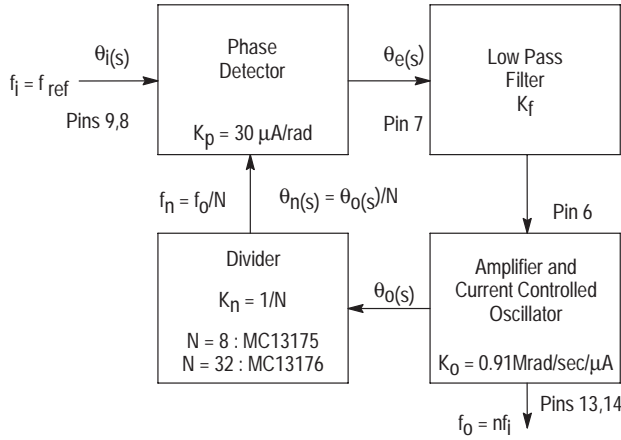 θi(s)
fi = fref
Pins 9,8
Phase
Detector
Kp = 30 μA/rad
θe(s)
Pin 7
Low Pass
Filter
Kf
fn = fo/N
θn(s) = θo(s)/N
Pin 6
Divider
Kn = 1/N
N = 8 : MC13175
N = 32 : MC13176
θo(s)
Amplifier and
Current Controlled
Oscillator
Ko = 0.91Mrad/sec/μA
Pins 13,14
fo = nfi